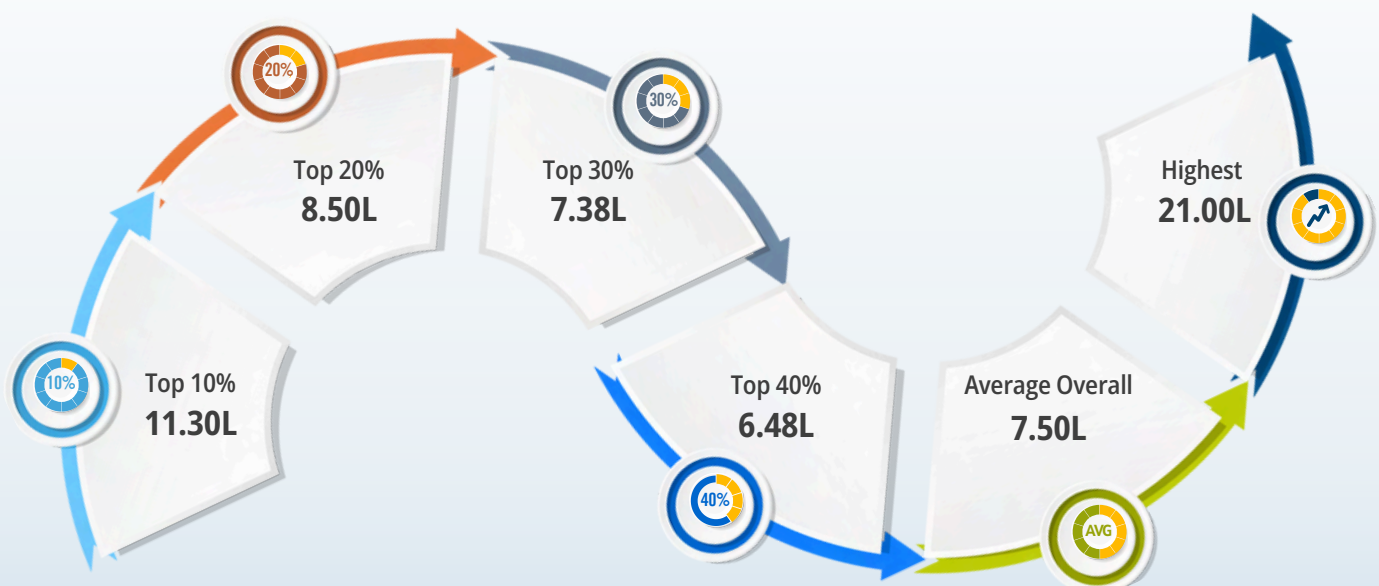 10%
Top 10%
11.30L
20%
Top 20%
8.50L
30%
Top 30%
7.38L
40%
Top 40%
6.48L
AVG
Average Overall
7.50L
Highest
21.00L